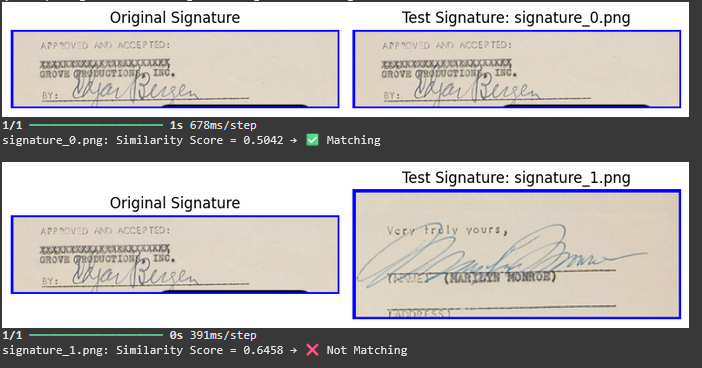 Original Signature
Test Signature: signature_0.png
APPROVED AND ACCEPTED:
XXXXXXXXXXXXXXXXXXXX
GROVE PRODUCTIONS, INC.
BY: Edgar Bergen
APPROVED AND ACCEPTED:
XXXXXXXXXXXXXXXXXXXX
GROVE PRODUCTIONS, INC.
BY: Edgar Bergen
1/1 1s 678ms/step
signature_0.png: Similarity Score = 0.5042 → ✅ Matching
Original Signature
Test Signature: signature_1.png
APPROVED AND ACCEPTED:
XXXXXXXXXXXXXXXXXXXX
GROVE PRODUCTIONS, INC.
BY: Edgar Bergen
Very truly yours,
Marilyn Monroe
(NAME) (MARILYN MONROE)
(ADDRESS)
1/1 0s 391ms/step
signature_1.png: Similarity Score = 0.6458 → ❌ Not Matching